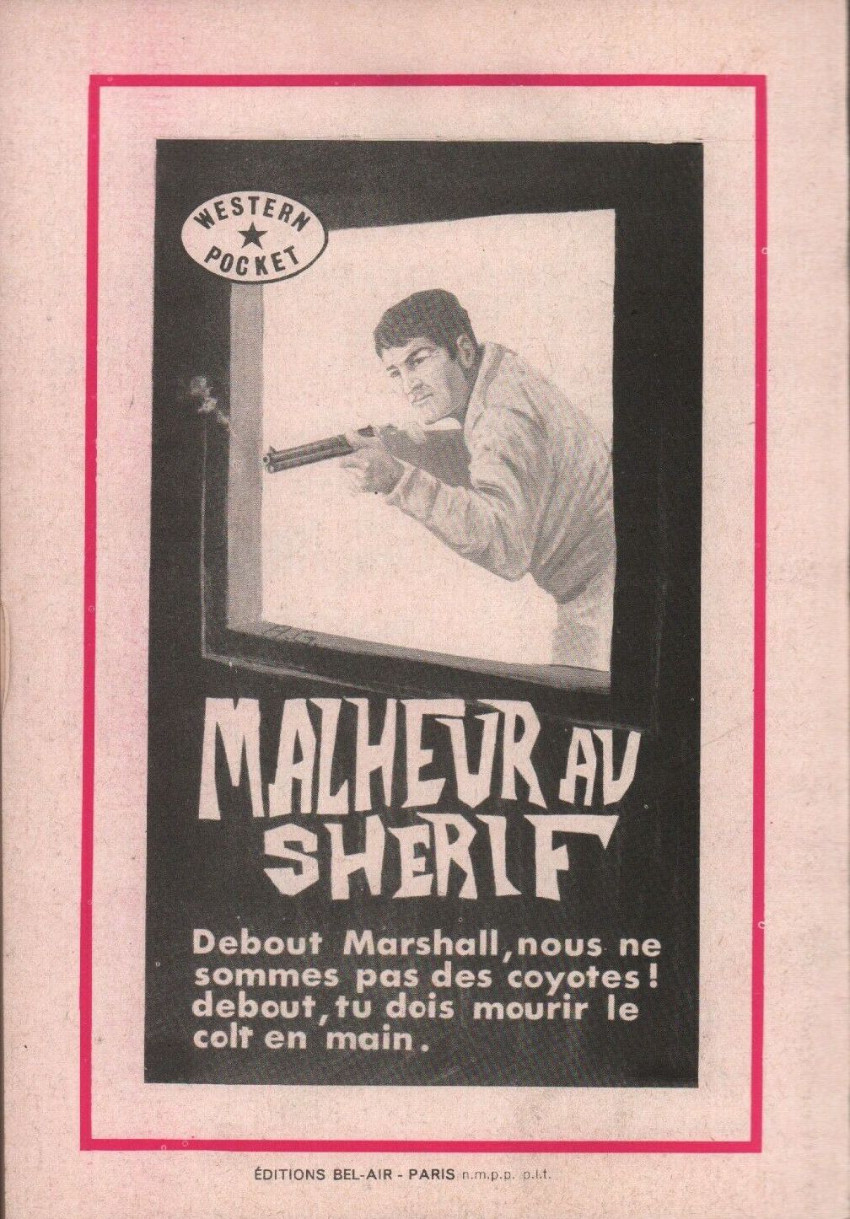 WESTERN
POCKET
MALHEUR AU
SHERIF
Debout Marshall, nous ne
sommes pas des coyotes!
debout, tu dois mourir le
colt en main.
ÉDITIONS BEL-AIR - PARIS n.m.p.p. p.l.t.